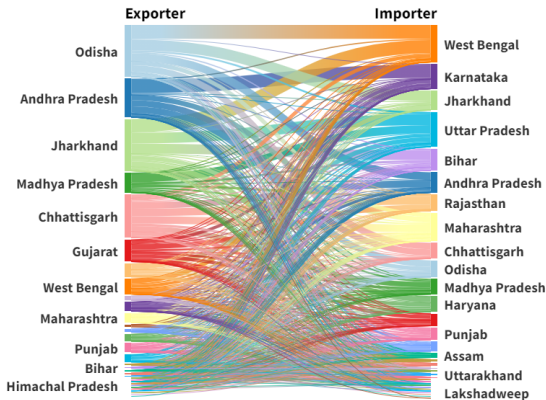 Exporter
Importer
Odisha
Andhra Pradesh
Jharkhand
Madhya Pradesh
Chhattisgarh
Gujarat
West Bengal
Maharashtra
Punjab
Bihar
Himachal Pradesh
West Bengal
Karnataka
Jharkhand
Uttar Pradesh
Bihar
Andhra Pradesh
Rajasthan
Maharashtra
Chhattisgarh
Odisha
Madhya Pradesh
Haryana
Punjab
Assam
Uttarakhand
Lakshadweep